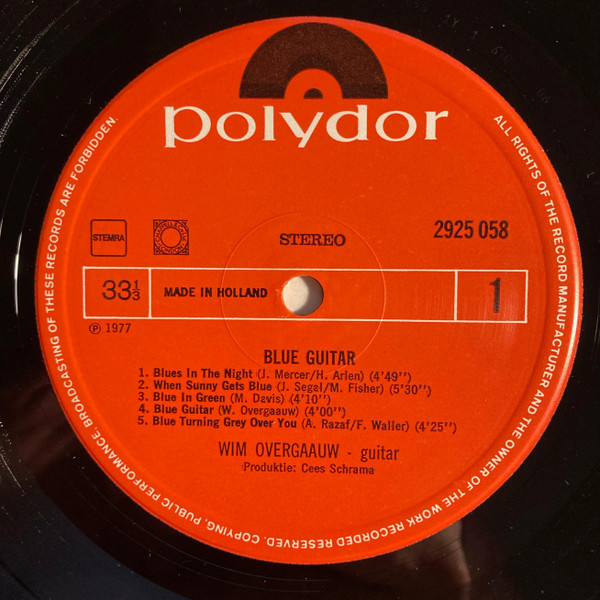 polydor
ALL RIGHTS OF THE RECORD MANUFACTURER AND THE OWNER OF THE WORK RECORDED RESERVED. COPYING, PUBLIC PERFORMANCE, BROADCASTING OF THESE RECORDS ARE FORBIDDEN.
STEMRA
STEREO
2925 058
33⅓
MADE IN HOLLAND
1
℗ 1977
BLUE GUITAR
1. Blues In The Night (J. Mercer/H. Arlen) (4'49'')
2. When Sunny Gets Blue (J. Segal/M. Fisher) (5'30'')
3. Blue In Green (M. Davis) (4'10'')
4. Blue Guitar (W. Overgaauw) (4'00'')
5. Blue Turning Grey Over You (A. Razaf/F. Waller) (4'25'')
WIM OVERGAAUW - guitar
Produktie: Cees Schrama